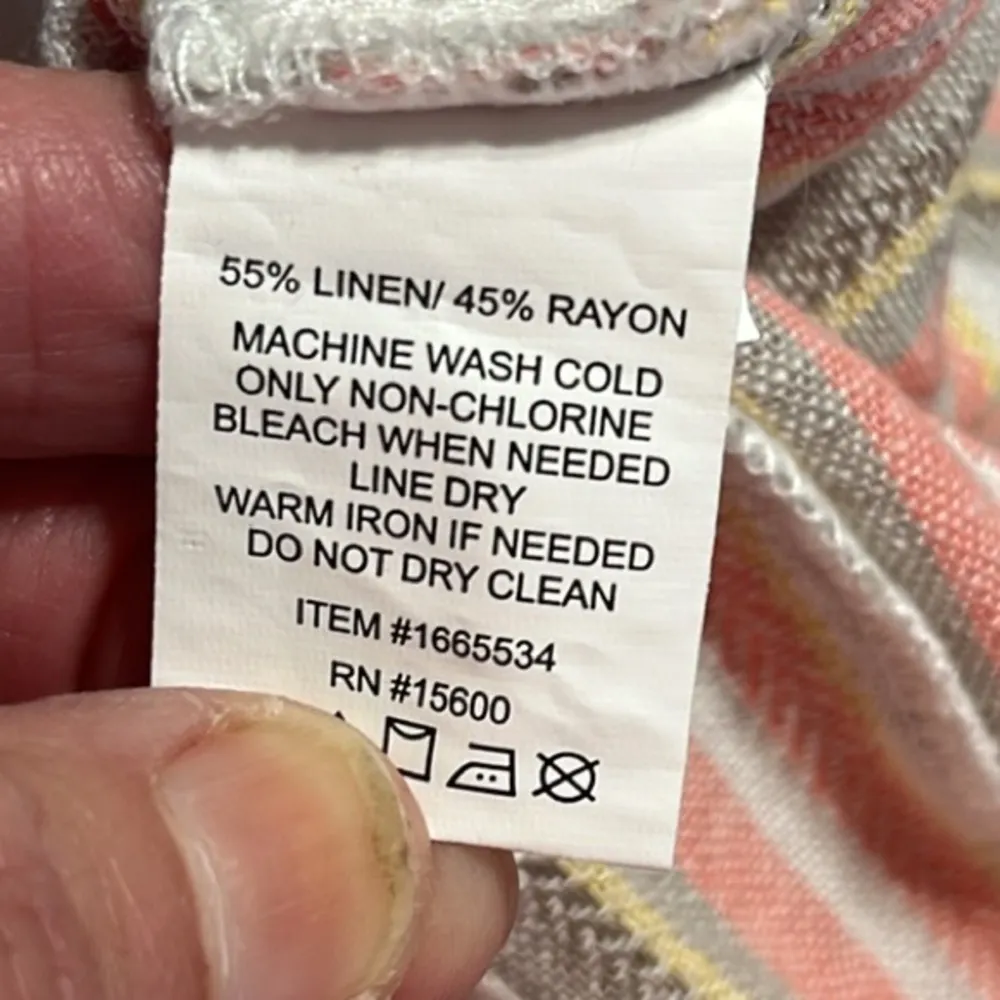 55% LINEN/ 45% RAYON
MACHINE WASH COLD
ONLY NON-CHLORINE
BLEACH WHEN NEEDED
LINE DRY
WARM IRON IF NEEDED
DO NOT DRY CLEAN
ITEM #1665534
RN #15600